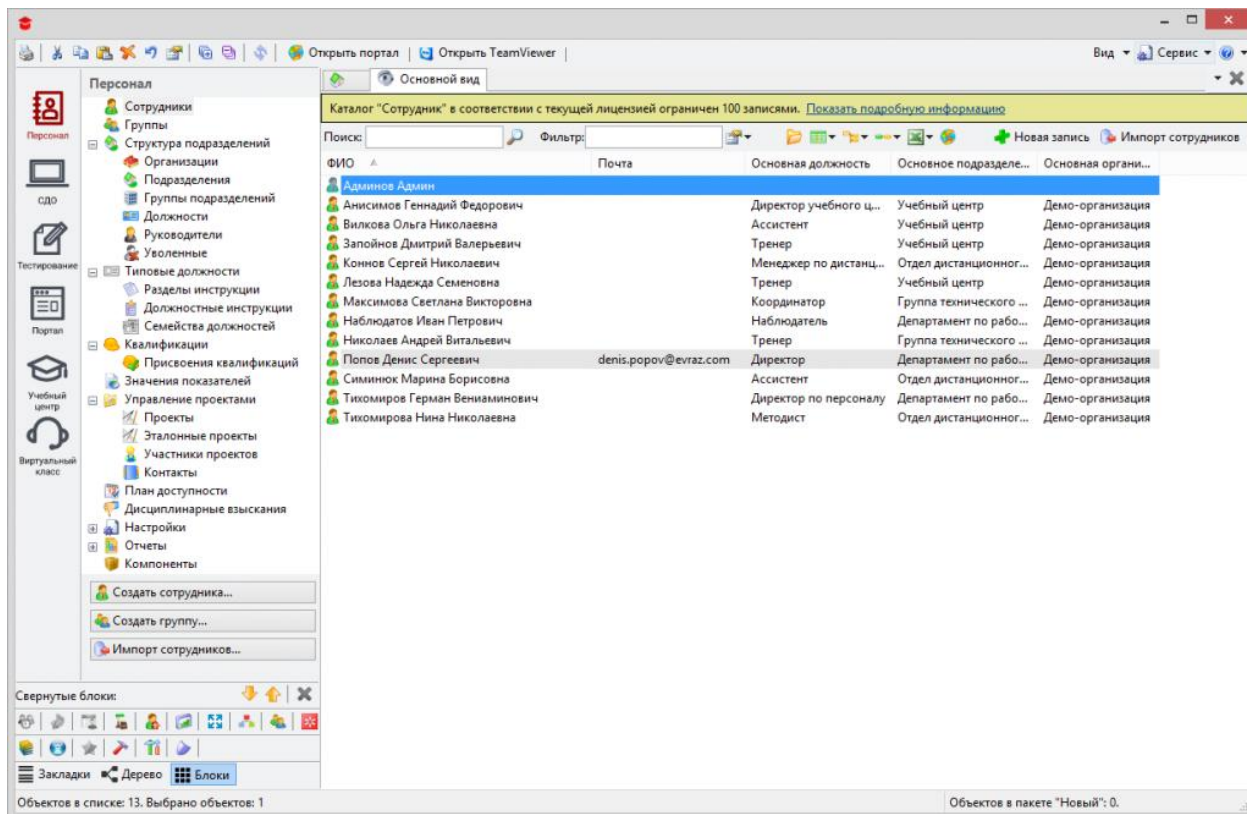 Открыть портал | Открыть TeamViewer | Вид Сервис
Персонал
СДО
Тестирование
Портал
Учебный
центр
Виртуальный
класс
Персонал
Сотрудники
Группы
Структура подразделений
Организации
Подразделения
Группы подразделений
Должности
Руководители
Уволенные
Типовые должности
Разделы инструкции
Должностные инструкции
Семейства должностей
Квалификации
Присвоения квалификаций
Значения показателей
Управление проектами
Проекты
Эталонные проекты
Участники проектов
Контакты
План доступности
Дисциплинарные взыскания
Настройки
Отчеты
Компоненты
Создать сотрудника...
Создать группу...
Импорт сотрудников...
Свернутые блоки:
Закладки Дерево Блоки
Основной вид
Каталог "Сотрудник" в соответствии с текущей лицензией ограничен 100 записями. Показать подробную информацию
Поиск: Фильтр: Новая запись Импорт сотрудников
ФИО Почта Основная должность Основное подразделе... Основная органи...
Админов Админ
Анисимов Геннадий Федорович Директор учебного ц... Учебный центр Демо-организация
Вилкова Ольга Николаевна Ассистент Учебный центр Демо-организация
Запойнов Дмитрий Валерьевич Тренер Учебный центр Демо-организация
Коннов Сергей Николаевич Менеджер по дистанц... Отдел дистанционног... Демо-организация
Лезова Надежда Семеновна Тренер Учебный центр Демо-организация
Максимова Светлана Викторовна Координатор Группа технического ... Демо-организация
Наблюдатов Иван Петрович Наблюдатель Департамент по рабо... Демо-организация
Николаев Андрей Витальевич Тренер Группа технического ... Демо-организация
Попов Денис Сергеевич denis.popov@evraz.com Директор Департамент по рабо... Демо-организация
Симинюк Марина Борисовна Ассистент Отдел дистанционног... Демо-организация
Тихомиров Герман Вениаминович Директор по персоналу Департамент по рабо... Демо-организация
Тихомирова Нина Николаевна Методист Отдел дистанционног... Демо-организация
Объектов в списке: 13. Выбрано объектов: 1 Объектов в пакете "Новый": 0.